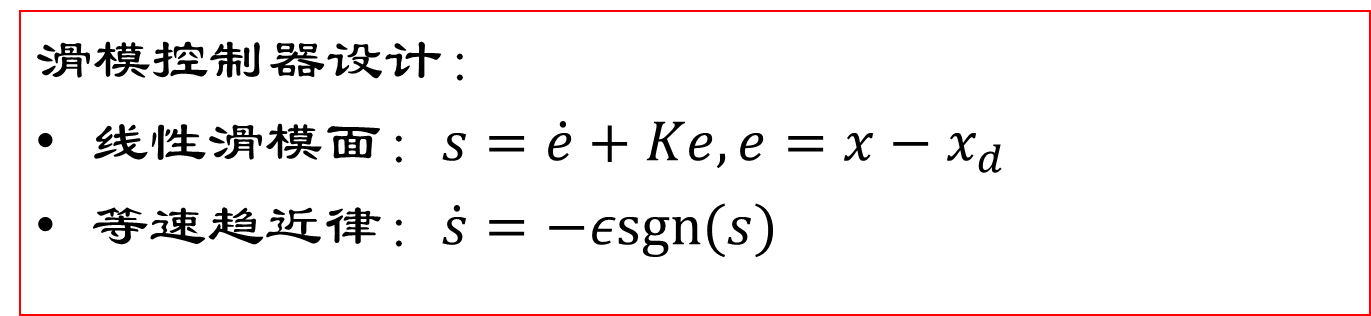 滑模控制器设计：
• 线性滑模面：s = ė + Ke, e = x − x_d
• 等速趋近律：ṡ = −ϵsgn(s)